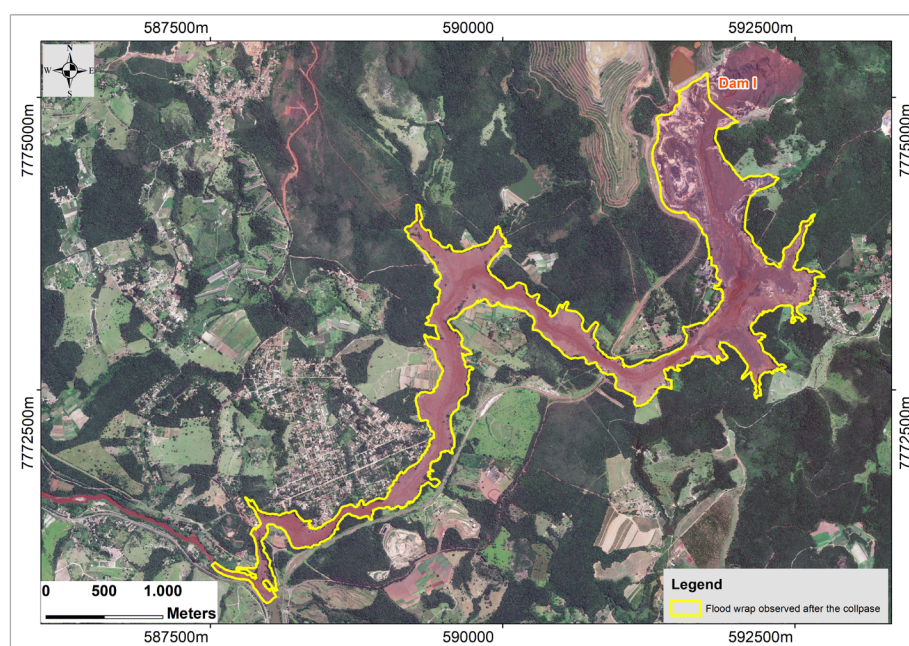 587500m 590000 592500m
N
W E
S
Dam I
7775000m 7775000m
7772500m 7772500m
0 500 1.000
Meters
Legend
Flood wrap observed after the collpase
587500m 590000 592500m